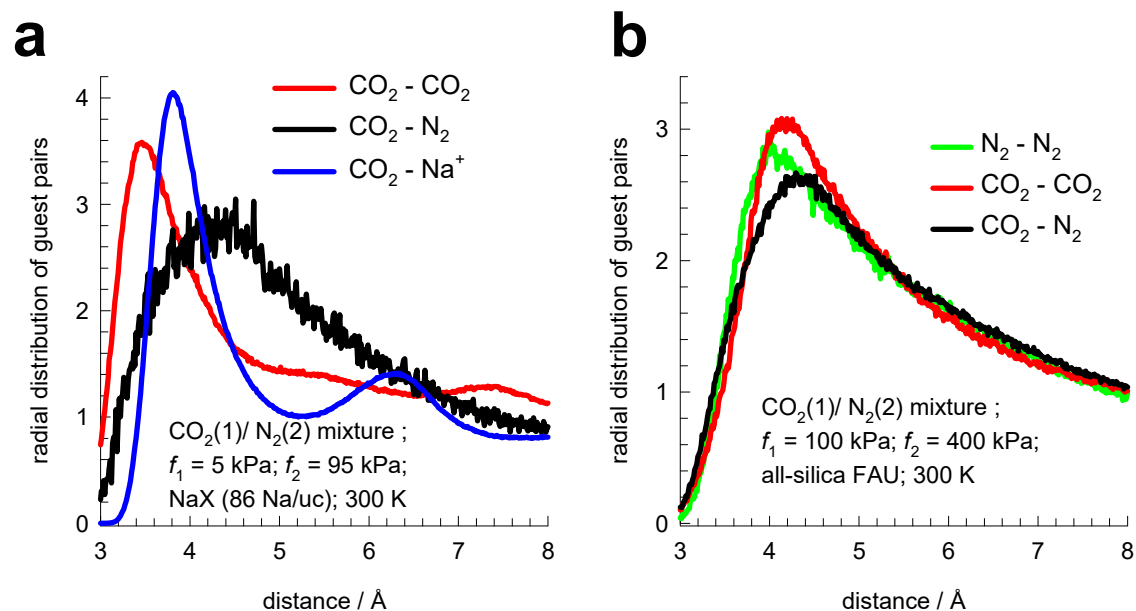 a
radial distribution of guest pairs
4
3
2
1
0
CO₂ - CO₂
CO₂ - N₂
CO₂ - Na⁺
CO₂(1)/ N₂(2) mixture ;
f₁ = 5 kPa; f₂ = 95 kPa;
NaX (86 Na/uc); 300 K
3 4 5 6 7 8
distance / Å
b
radial distribution of guest pairs
3
2
1
0
N₂ - N₂
CO₂ - CO₂
CO₂ - N₂
CO₂(1)/ N₂(2) mixture ;
f₁ = 100 kPa; f₂ = 400 kPa;
all-silica FAU; 300 K
3 4 5 6 7 8
distance / Å